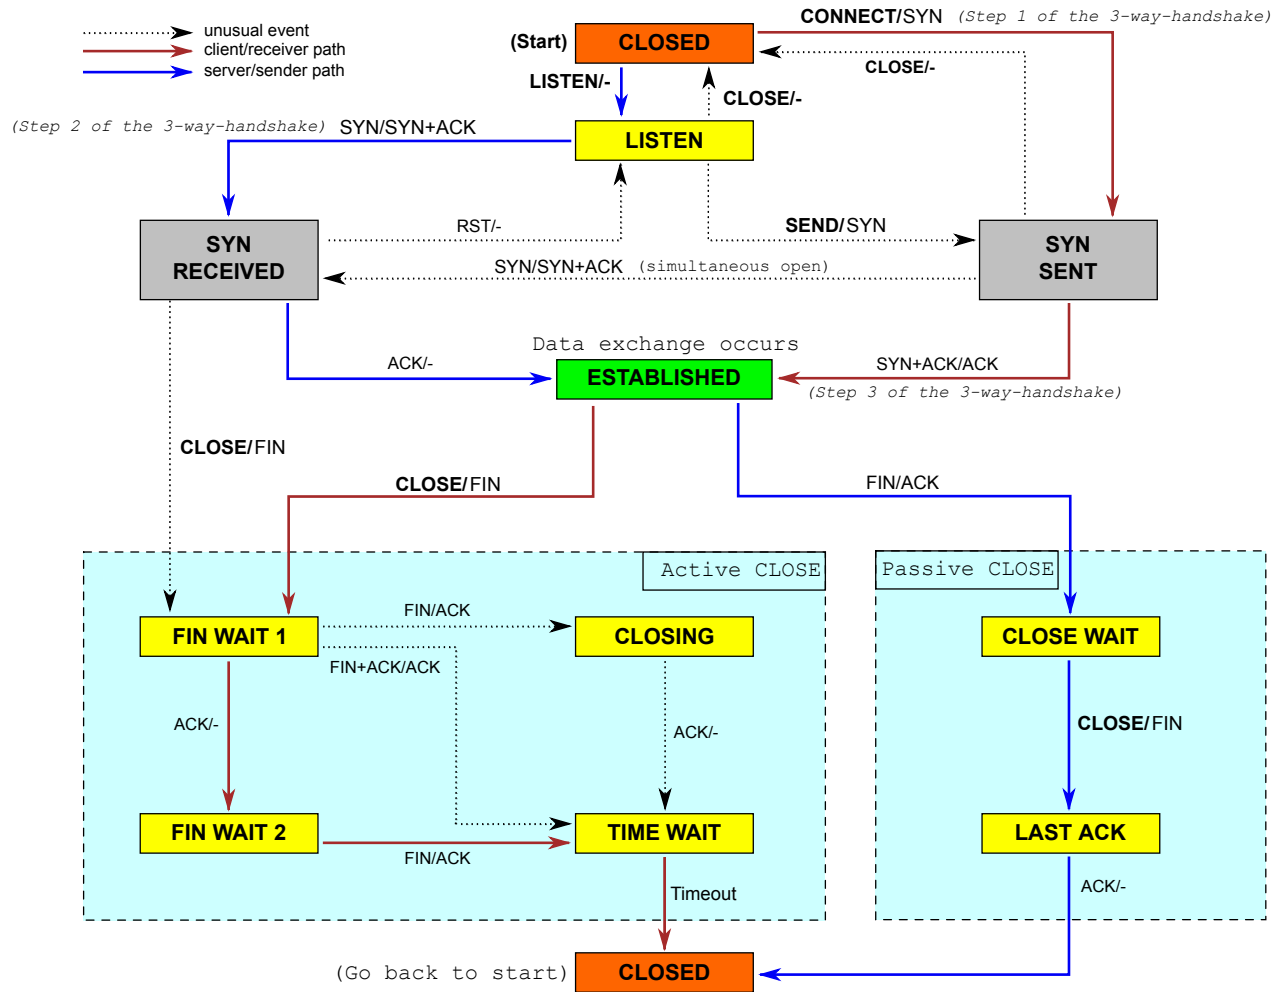 CONNECT/SYN (Step 1 of the 3-way-handshake)
unusual event
client/receiver path
server/sender path
(Start)
CLOSED
CLOSE/-
LISTEN/-
CLOSE/-
(Step 2 of the 3-way-handshake) SYN/SYN+ACK
LISTEN
RST/-
SEND/SYN
SYN
RECEIVED
SYN
SENT
SYN/SYN+ACK (simultaneous open)
Data exchange occurs
ACK/-
ESTABLISHED
SYN+ACK/ACK
(Step 3 of the 3-way-handshake)
CLOSE/FIN
CLOSE/FIN
FIN/ACK
Active CLOSE
Passive CLOSE
FIN WAIT 1
FIN/ACK
CLOSING
CLOSE WAIT
FIN+ACK/ACK
ACK/-
ACK/-
CLOSE/FIN
FIN WAIT 2
TIME WAIT
LAST ACK
FIN/ACK
Timeout
ACK/-
(Go back to start)
CLOSED